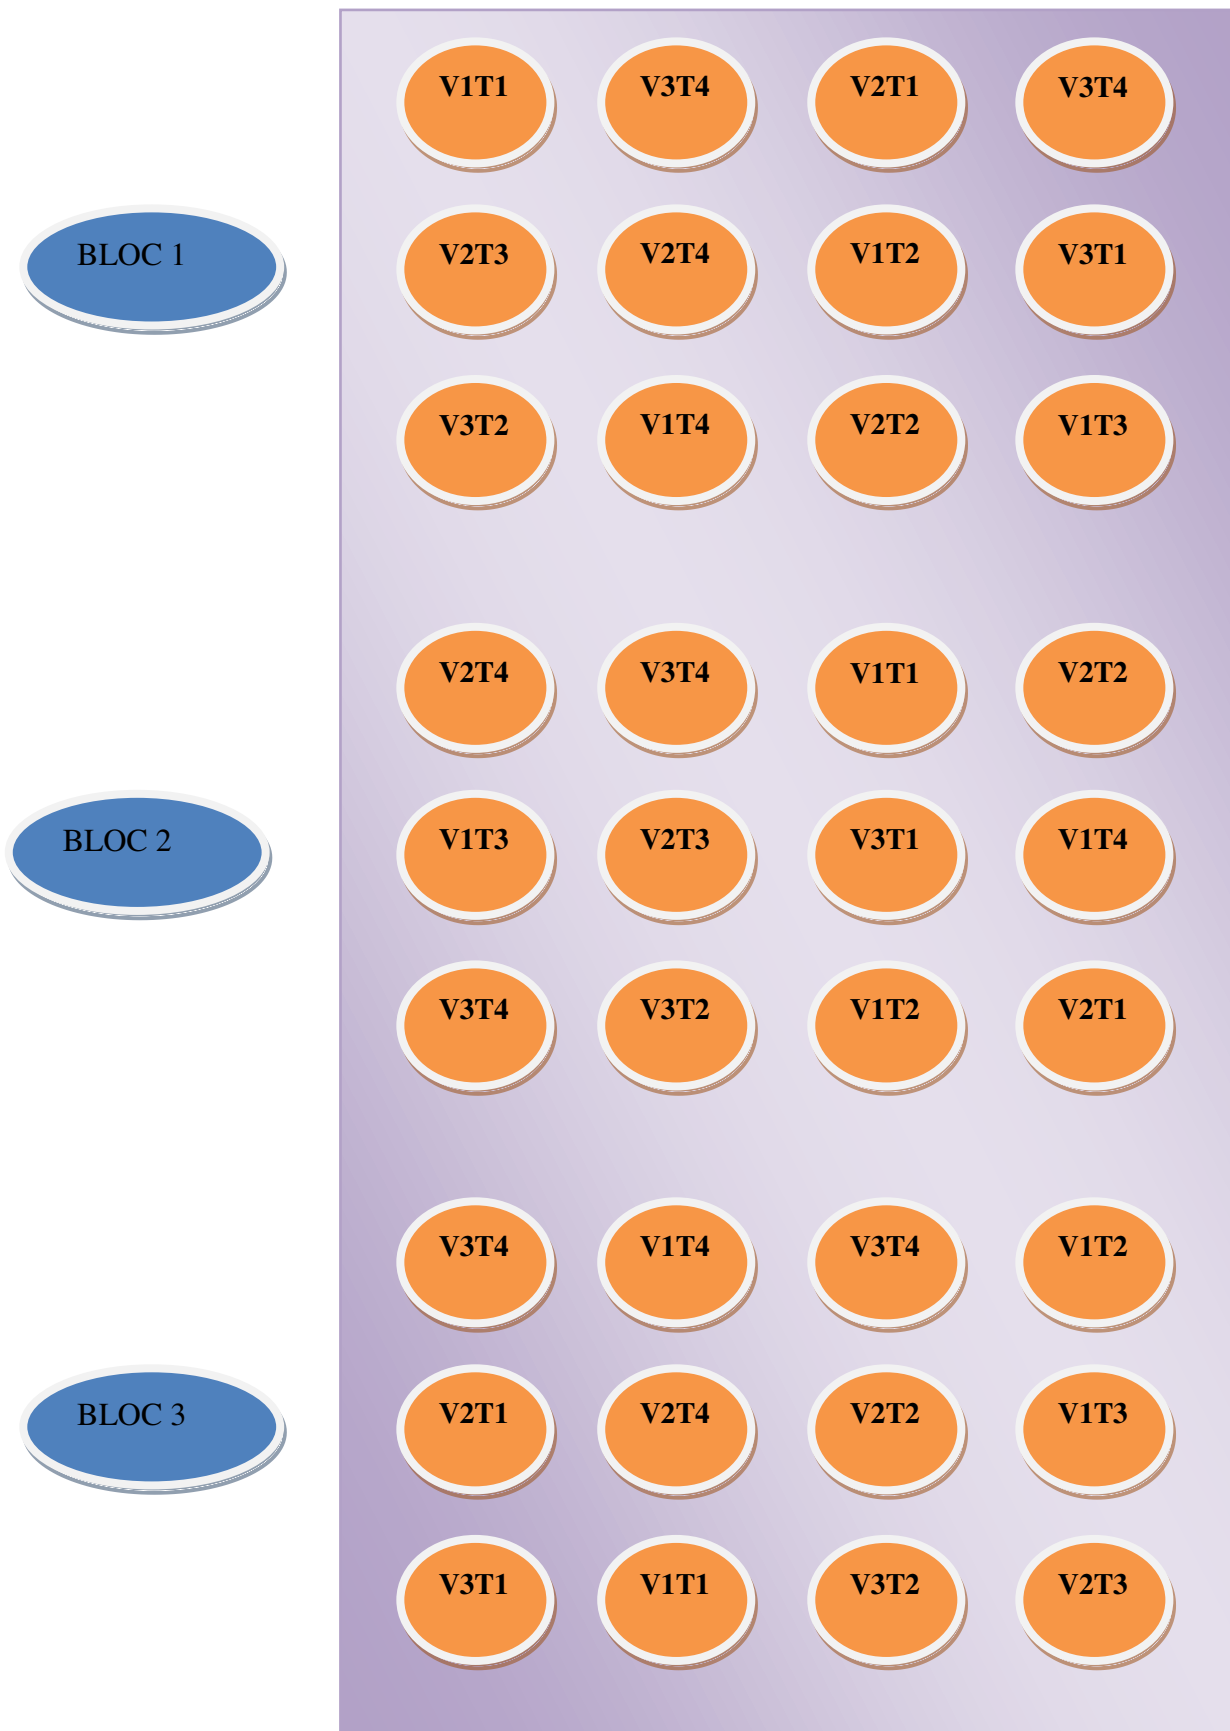 V1T1 V3T4 V2T1 V3T4
BLOC 1 V2T3 V2T4 V1T2 V3T1
V3T2 V1T4 V2T2 V1T3
V2T4 V3T4 V1T1 V2T2
BLOC 2 V1T3 V2T3 V3T1 V1T4
V3T4 V3T2 V1T2 V2T1
V3T4 V1T4 V3T4 V1T2
BLOC 3 V2T1 V2T4 V2T2 V1T3
V3T1 V1T1 V3T2 V2T3